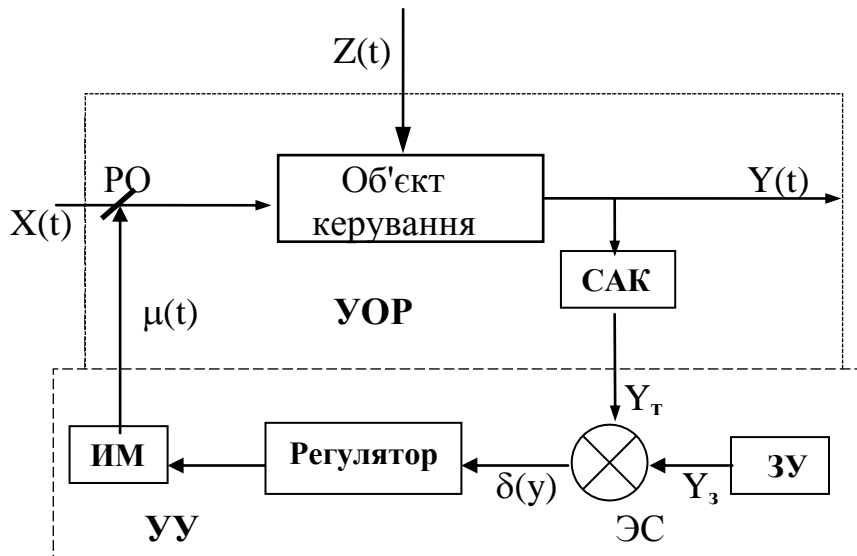 Z(t)
РО
Об'єкт
керування
Y(t)
X(t)
САК
μ(t)
УОР
Yт
ИМ
Регулятор
ЗУ
δ(y)
Yз
УУ
ЭС